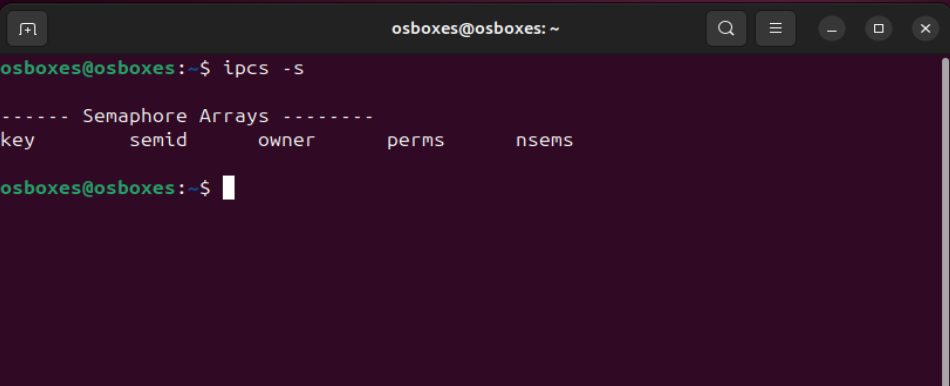 osboxes@osboxes: ~
osboxes@osboxes:~$ ipcs -s
------ Semaphore Arrays --------
key        semid      owner      perms      nsems
osboxes@osboxes:~$